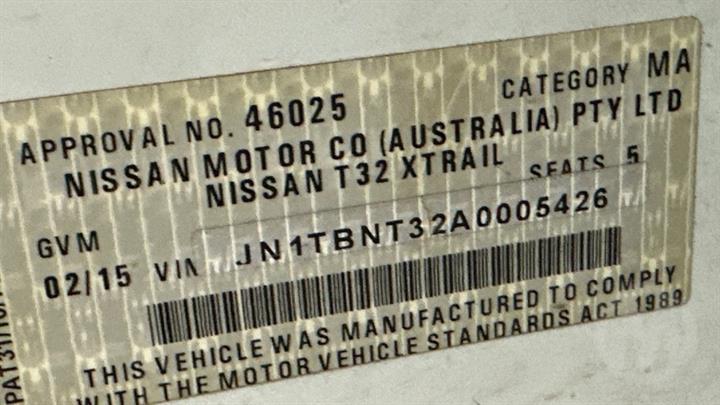 APPROVAL NO. 46025 CATEGORY MA
NISSAN MOTOR CO (AUSTRALIA) PTY LTD
NISSAN T32 XTRAIL SEATS 5
GVM
02/15 VIN JN1TBNT32A0005426
THIS VEHICLE WAS MANUFACTURED TO COMPLY
WITH THE MOTOR VEHICLE STANDARDS ACT 1989